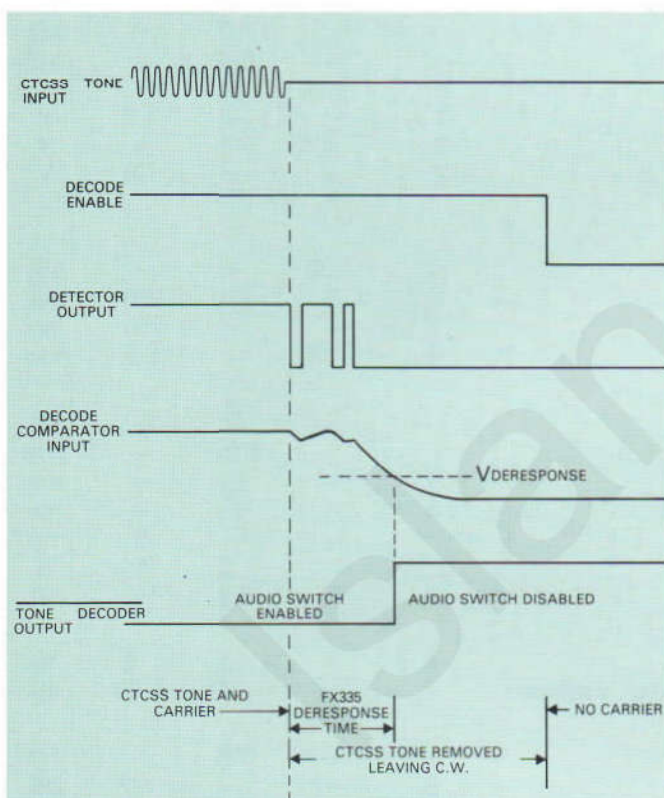 CTCSS TONE
INPUT
DECODE
ENABLE
DETECTOR
OUTPUT
DECODE
COMPARATOR
INPUT
VDERESPONSE
TONE DECODER
OUTPUT
AUDIO SWITCH
ENABLED
AUDIO SWITCH DISABLED
CTCSS TONE AND
CARRIER
FX335
DERESPONSE
TIME
NO CARRIER
CTCSS TONE REMOVED
LEAVING C.W.
Islan